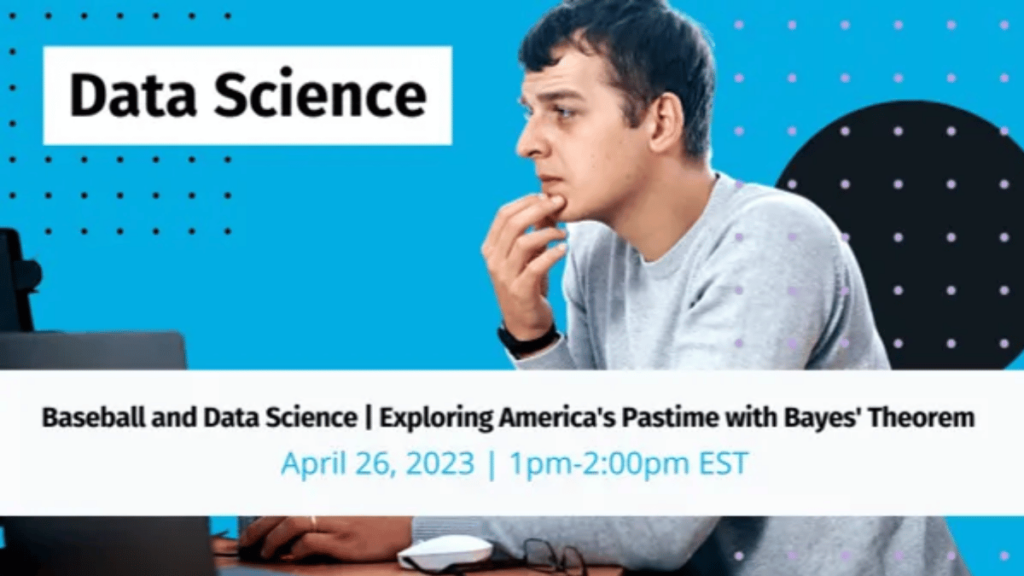 Data Science
Baseball and Data Science | Exploring America's Pastime with Bayes' Theorem
April 26, 2023 | 1pm-2:00pm EST